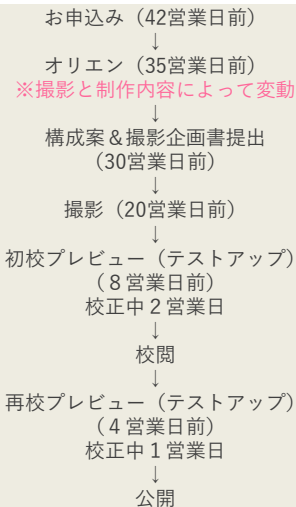 お申込み（42営業日前）
↓
オリエン（35営業日前）
※撮影と制作内容によって変動
↓
構成案＆撮影企画書提出
（30営業日前）
↓
撮影（20営業日前）
↓
初校プレビュー（テストアップ）
（８営業日前）
校正中２営業日
↓
校閲
↓
再校プレビュー（テストアップ）
（４営業日前）
校正中１営業日
↓
公開